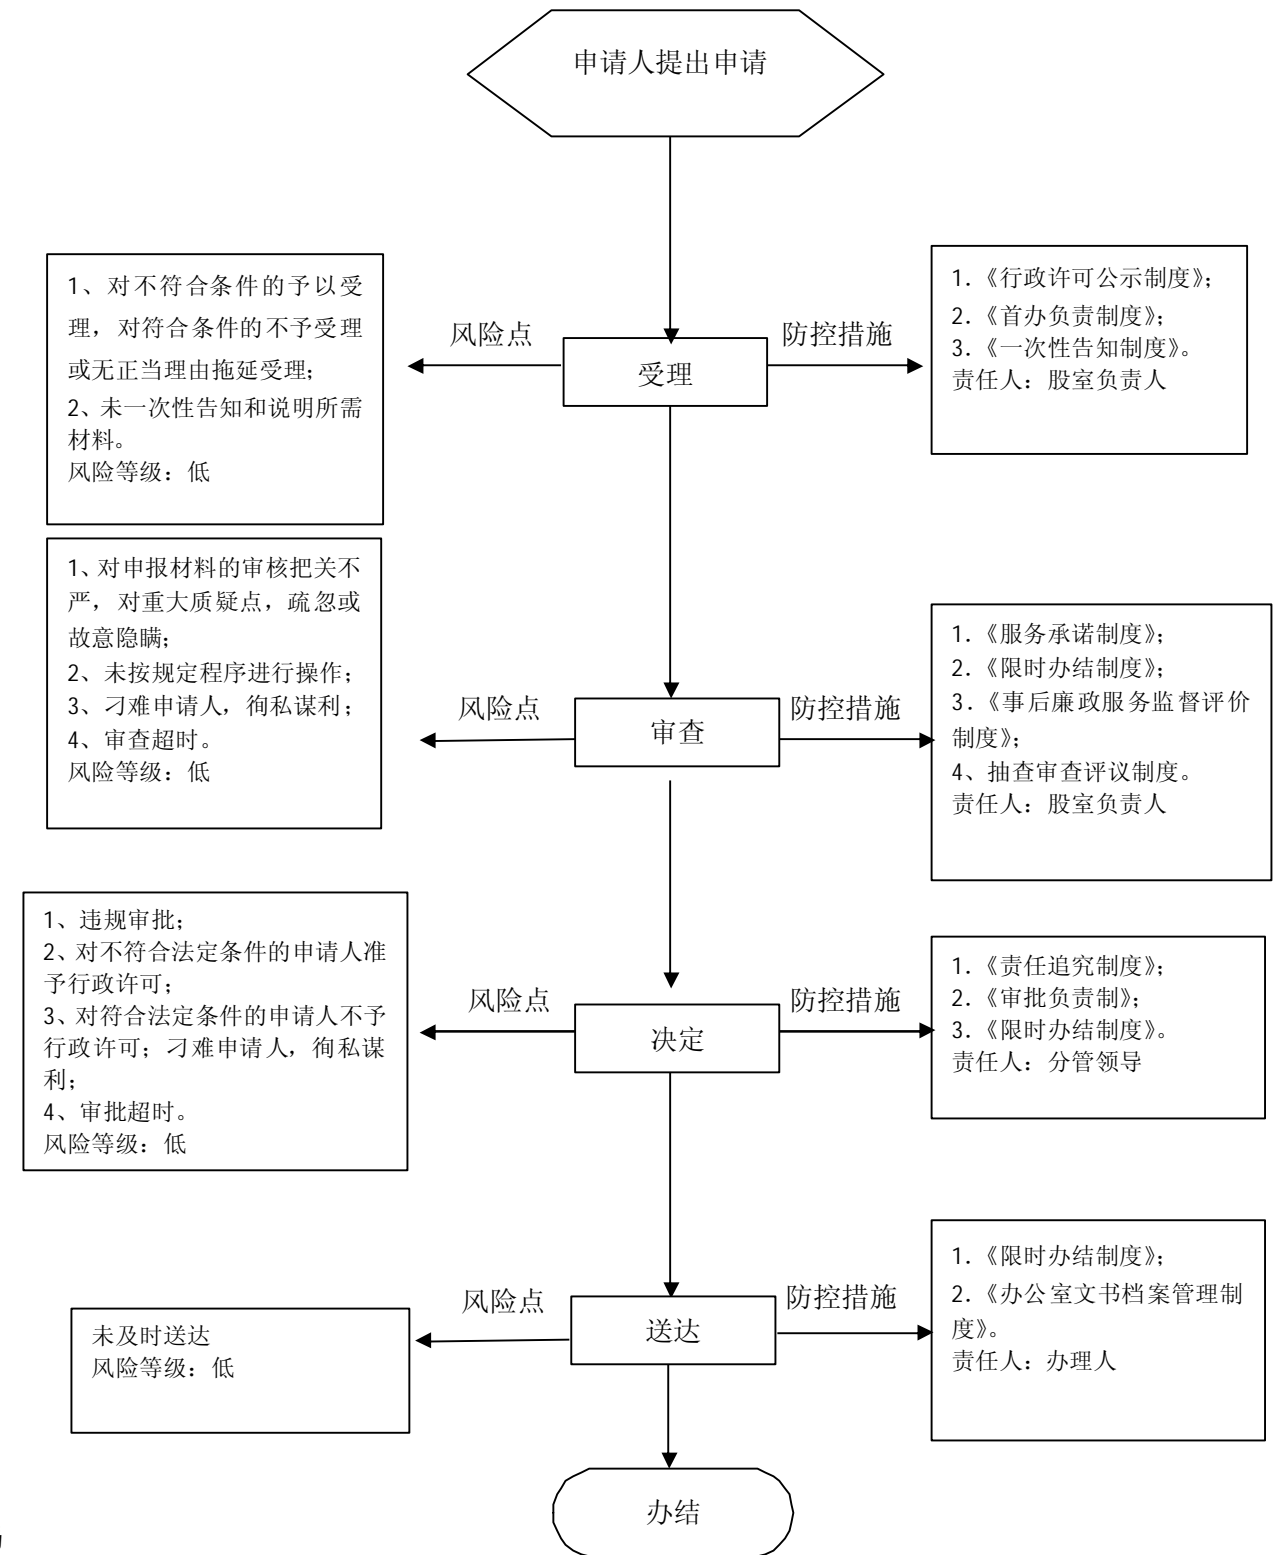 申请人提出申请
1、对不符合条件的予以受
理，对符合条件的不予受理
或无正当理由拖延受理；
2、未一次性告知和说明所需
材料。
风险等级：低
风险点
受理
防控措施
1.《行政许可公示制度》；
2.《首办负责制度》；
3.《一次性告知制度》。
责任人：股室负责人
1、对申报材料的审核把关不
严，对重大质疑点，疏忽或
故意隐瞒；
2、未按规定程序进行操作；
3、刁难申请人，徇私谋利；
4、审查超时。
风险等级：低
风险点
审查
防控措施
1.《服务承诺制度》；
2.《限时办结制度》；
3.《事后廉政服务监督评价
制度》；
4、抽查审查评议制度。
责任人：股室负责人
1、违规审批；
2、对不符合法定条件的申请人准
予行政许可；
3、对符合法定条件的申请人不予
行政许可；刁难申请人，徇私谋
利；
4、审批超时。
风险等级：低
风险点
决定
防控措施
1.《责任追究制度》；
2.《审批负责制》；
3.《限时办结制度》。
责任人：分管领导
未及时送达
风险等级：低
风险点
送达
防控措施
1.《限时办结制度》；
2.《办公室文书档案管理制
度》。
责任人：办理人
办结